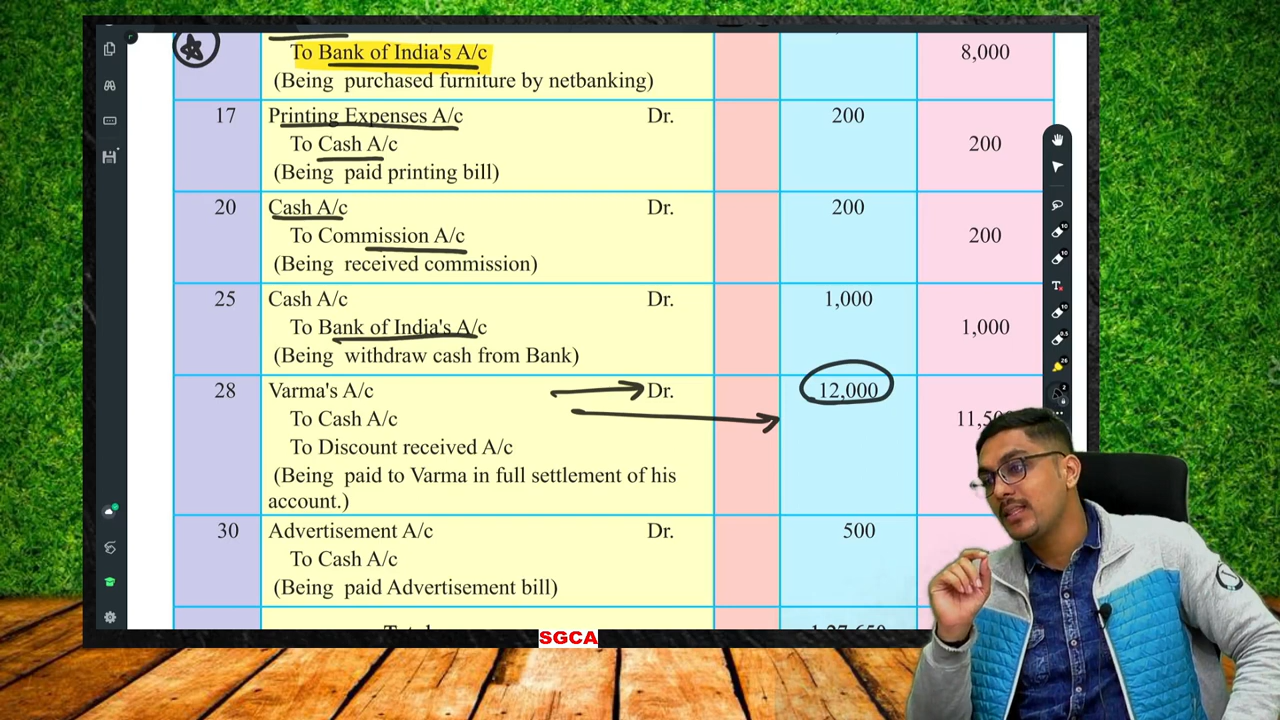 To Bank of India's A/c 8,000
(Being purchased furniture by netbanking)
17 Printing Expenses A/c Dr. 200
To Cash A/c 200
(Being paid printing bill)
20 Cash A/c Dr. 200
To Commission A/c 200
(Being received commission)
25 Cash A/c Dr. 1,000
To Bank of India's A/c 1,000
(Being withdraw cash from Bank)
28 Varma's A/c Dr. 12,000
To Cash A/c
To Discount received A/c
(Being paid to Varma in full settlement of his
account.)
30 Advertisement A/c Dr. 500
To Cash A/c
(Being paid Advertisement bill)
SGCA